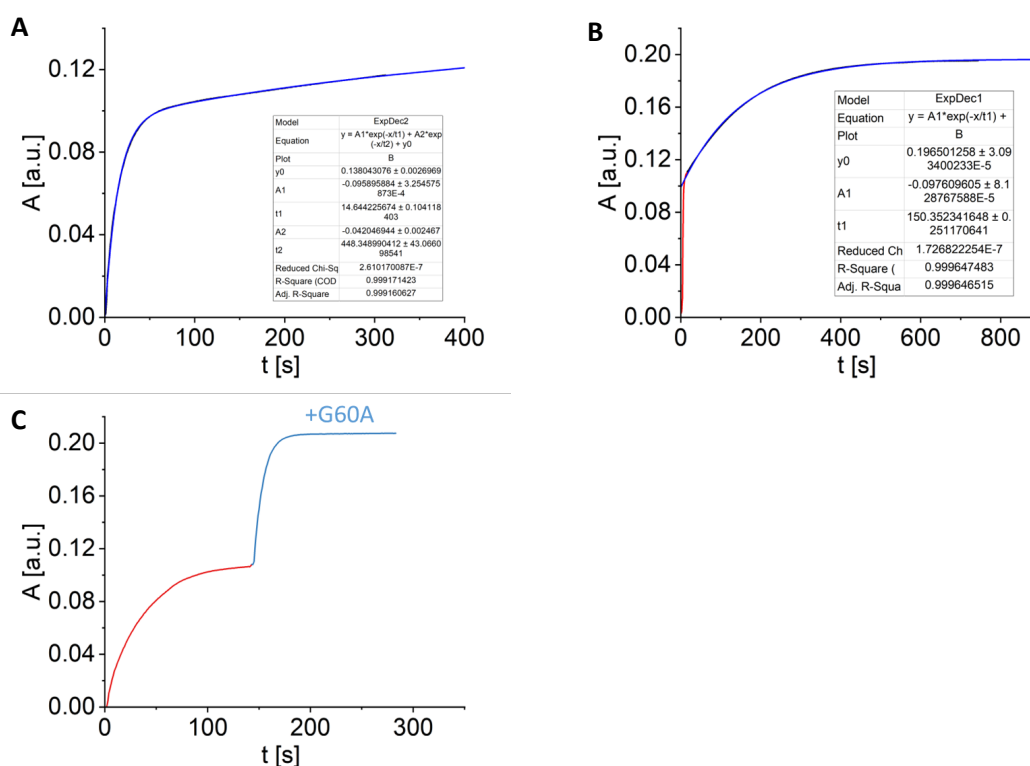 A
A [a.u.]
0.12
0.08
0.04
0.00
0 100 200 300 400
t [s]
Model ExpDec2
Equation y = A1*exp(-x/t1) + A2*exp
(-x/t2) + y0
Plot B
y0 0.138043076 ± 0.0026969
A1 -0.095895884 ± 3.254575
873E-4
t1 14.644225674 ± 0.104118
403
A2 -0.042046944 ± 0.002467
t2 448.348990412 ± 43.0660
98541
Reduced Chi-Sq 2.610170087E-7
R-Square (COD 0.999171423
Adj. R-Square 0.999160627
B
A [a.u.]
0.20
0.16
0.12
0.08
0.04
0.00
0 200 400 600 800
t [s]
Model ExpDec1
Equation y = A1*exp(-x/t1) +
Plot B
y0 0.196501258 ± 3.09
3400233E-5
A1 -0.097609605 ± 8.1
28767588E-5
t1 150.352341648 ± 0.
251170641
Reduced Ch 1.726822254E-7
R-Square ( 0.999647483
Adj. R-Squa 0.999646515
C
+G60A
A [a.u.]
0.20
0.16
0.12
0.08
0.04
0.00
0 100 200 300
t [s]